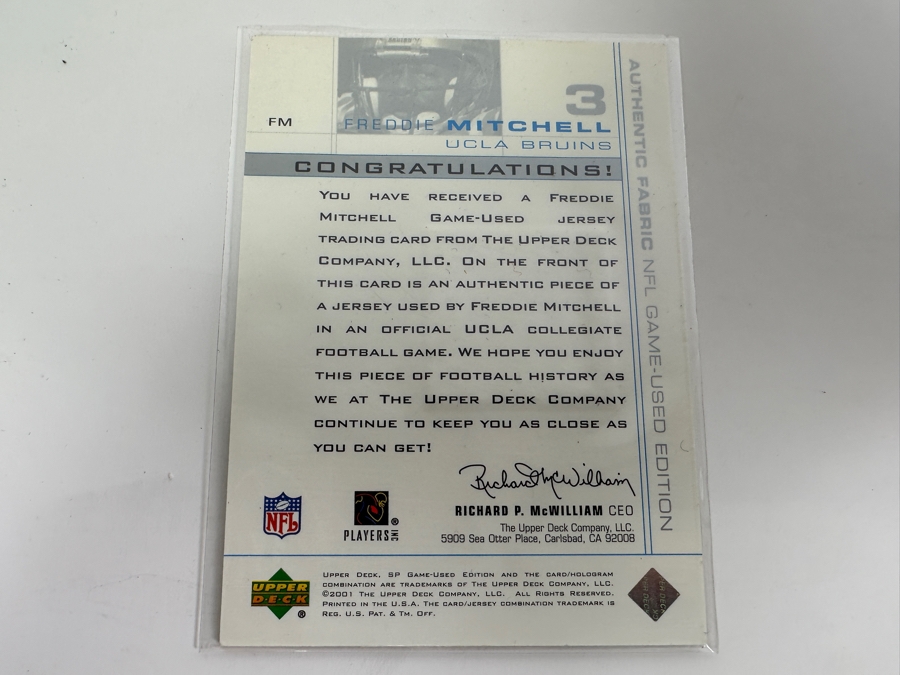 3
FM
FREDDIE MITCHELL
UCLA BRUINS
CONGRATULATIONS!
YOU HAVE RECEIVED A FREDDIE
MITCHELL GAME-USED JERSEY
TRADING CARD FROM THE UPPER DECK
COMPANY, LLC. ON THE FRONT OF
THIS CARD IS AN AUTHENTIC PIECE OF
A JERSEY USED BY FREDDIE MITCHELL
IN AN OFFICIAL UCLA COLLEGIATE
FOOTBALL GAME. WE HOPE YOU ENJOY
THIS PIECE OF FOOTBALL HISTORY AS
WE AT THE UPPER DECK COMPANY
CONTINUE TO KEEP YOU AS CLOSE AS
YOU CAN GET!
Richard McWilliam
RICHARD P. McWILLIAM CEO
The Upper Deck Company, LLC.
5909 Sea Otter Place, Carlsbad, CA 92008
AUTHENTIC FABRIC NFL GAME-USED EDITION
NFL
PLAYERS INC ®
UPPER
DECK ®
UPPER DECK, SP GAME-USED EDITION AND THE CARD/HOLOGRAM
COMBINATION ARE TRADEMARKS OF THE UPPER DECK COMPANY, LLC.
©2001 THE UPPER DECK COMPANY, LLC. ALL RIGHTS RESERVED.
PRINTED IN THE U.S.A. THE CARD/JERSEY COMBINATION TRADEMARK IS
REG. U.S. PAT. & TM. OFF.